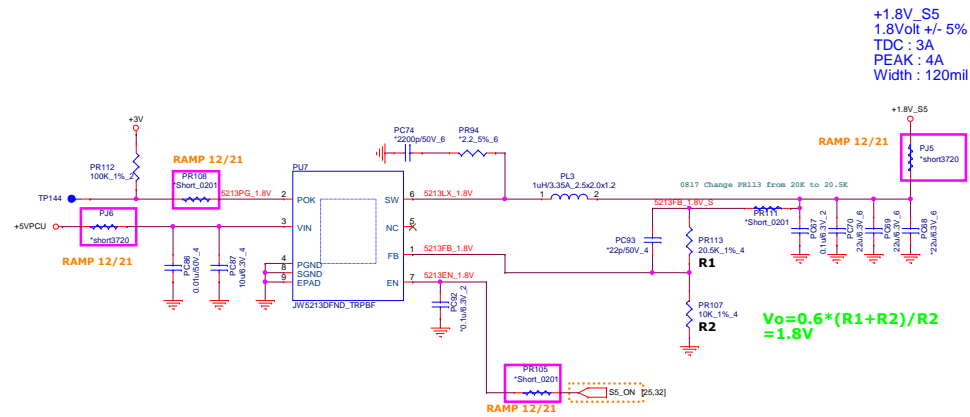 +1.8V_S5
1.8Volt +/- 5%
TDC : 3A
PEAK : 4A
Width : 120mil
+1.8V_S5
+3V
RAMP 12/21
PJ5
*short3720
PC74
*2200p/50V_6
PR94
*2.2_5%_6
PR112
100K_1%_2
RAMP 12/21
PR108
*Short_0201
PU7
PL3
1uH/3.35A_2.5x2.0x1.2
0817 Change PR113 from 20K to 20.5K
TP144
5213PG_1.8V
2
POK
SW
6
5213LX_1.8V
1
2
5213FB_1.8V_S
PR111
*Short_0201
PJ6
*short3720
+5VPCU
3
VIN
NC
5
RAMP 12/21
PC86
0.01u/50V_4
PC87
10u/6.3V_4
5213FB_1.8V
FB
1
PC93
*22p/50V_4
PR113
20.5K_1%_4
R1
PC67
0.1u/6.3V_2
PC70
22u/6.3V_6
PC69
22u/6.3V_6
PC68
*22u/6.3V_6
4
PGND
8
SGND
9
EPAD
EN
7
5213EN_1.8V
JW5213DFND_TRPBF
PC92
*0.1u/6.3V_2
PR107
10K_1%_4
R2
Vo=0.6*(R1+R2)/R2
=1.8V
PR105
*Short_0201
S5_ON
[25,32]
RAMP 12/21